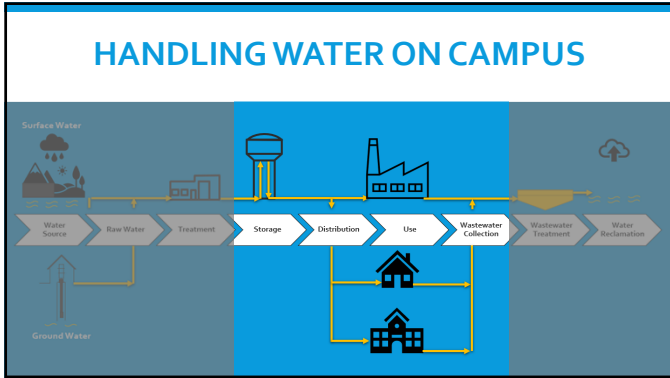 HANDLING WATER ON CAMPUS
Surface Water
Water
Source
Raw Water
Treatment
Storage
Distribution
Use
Wastewater
Collection
Wastewater
Treatment
Water
Reclamation
Ground Water